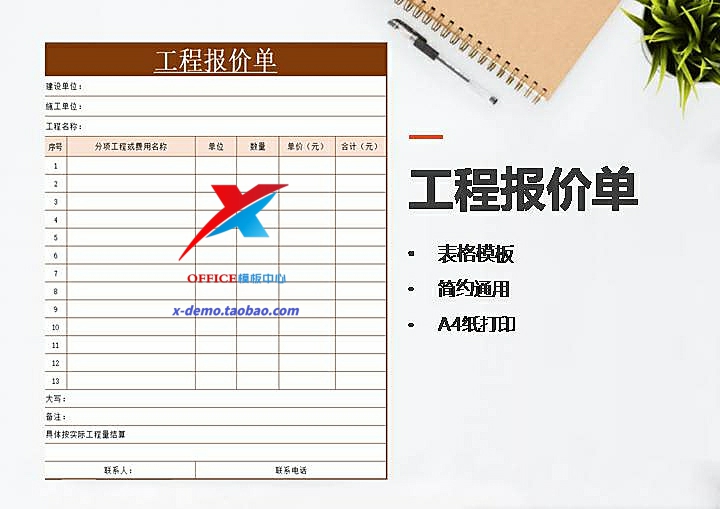 工程报价单
建设单位：
施工单位：
工程名称：
序号 分项工程或费用名称 单位 数量 单价（元） 合计（元）
1
2
3
4
5
6
7
8
9
10
11
12
13
大写：
备注：
具体按实际工程量结算
联系人： 联系电话
OFFICE模板中心
x-demo.taobao.com
工程报价单
• 表格模板
• 简约通用
• A4纸打印